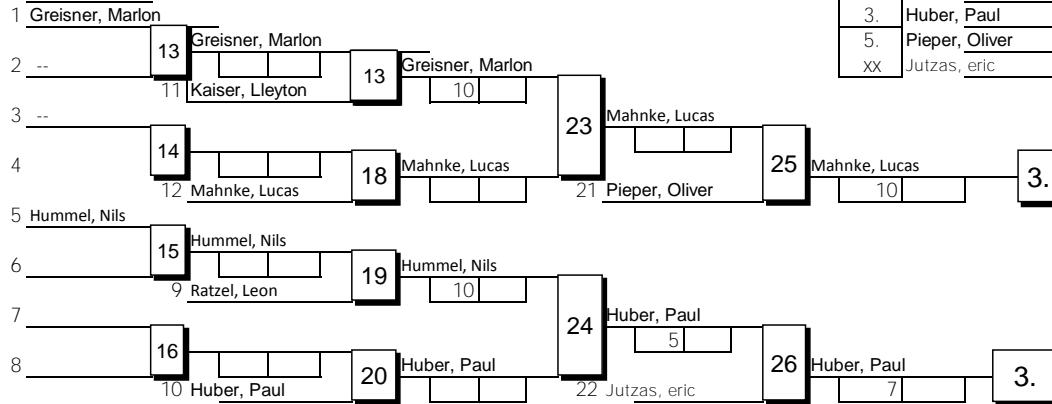 1 Greisner, Marlon
3. Huber, Paul
13 Greisner, Marlon
5. Pieper, Oliver
2 --
13 Greisner, Marlon
xx Jutzas, eric
11 Kaiser, Lleyton
10
3 --
23 Mahnke, Lucas
14
4
18 Mahnke, Lucas
25 Mahnke, Lucas
3.
12 Mahnke, Lucas
21 Pieper, Oliver
10
5 Hummel, Nils
15 Hummel, Nils
6
19 Hummel, Nils
9 Ratzel, Leon
10
7
24 Huber, Paul
16
5
8
20 Huber, Paul
26 Huber, Paul
3.
10 Huber, Paul
22 Jutzas, eric
7